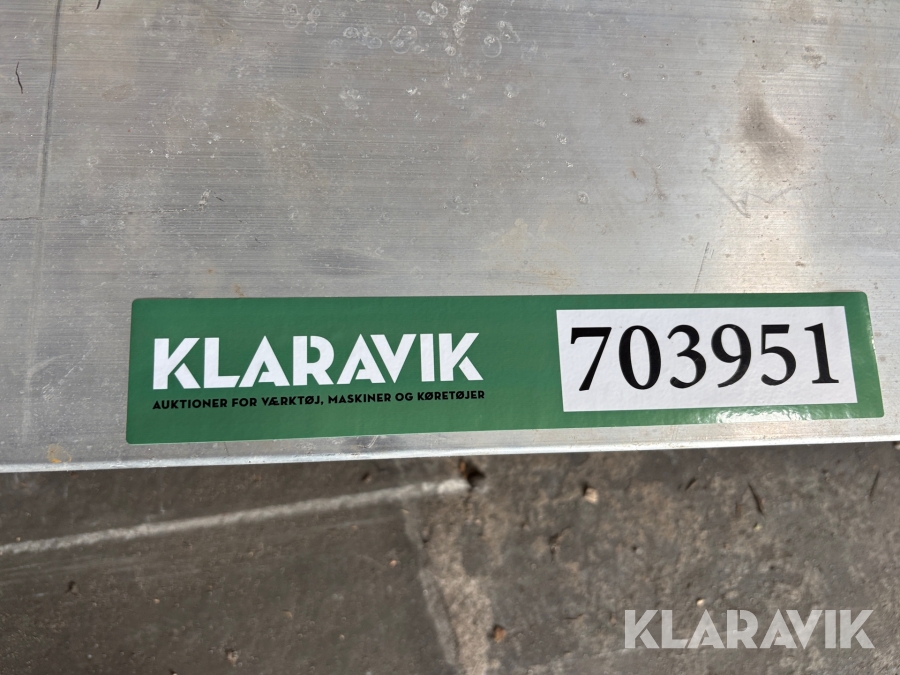 KLARAVIK
AUKTIONER FOR VÆRKTØJ, MASKINER OG KØRETØJER
703951
KLARAVIK